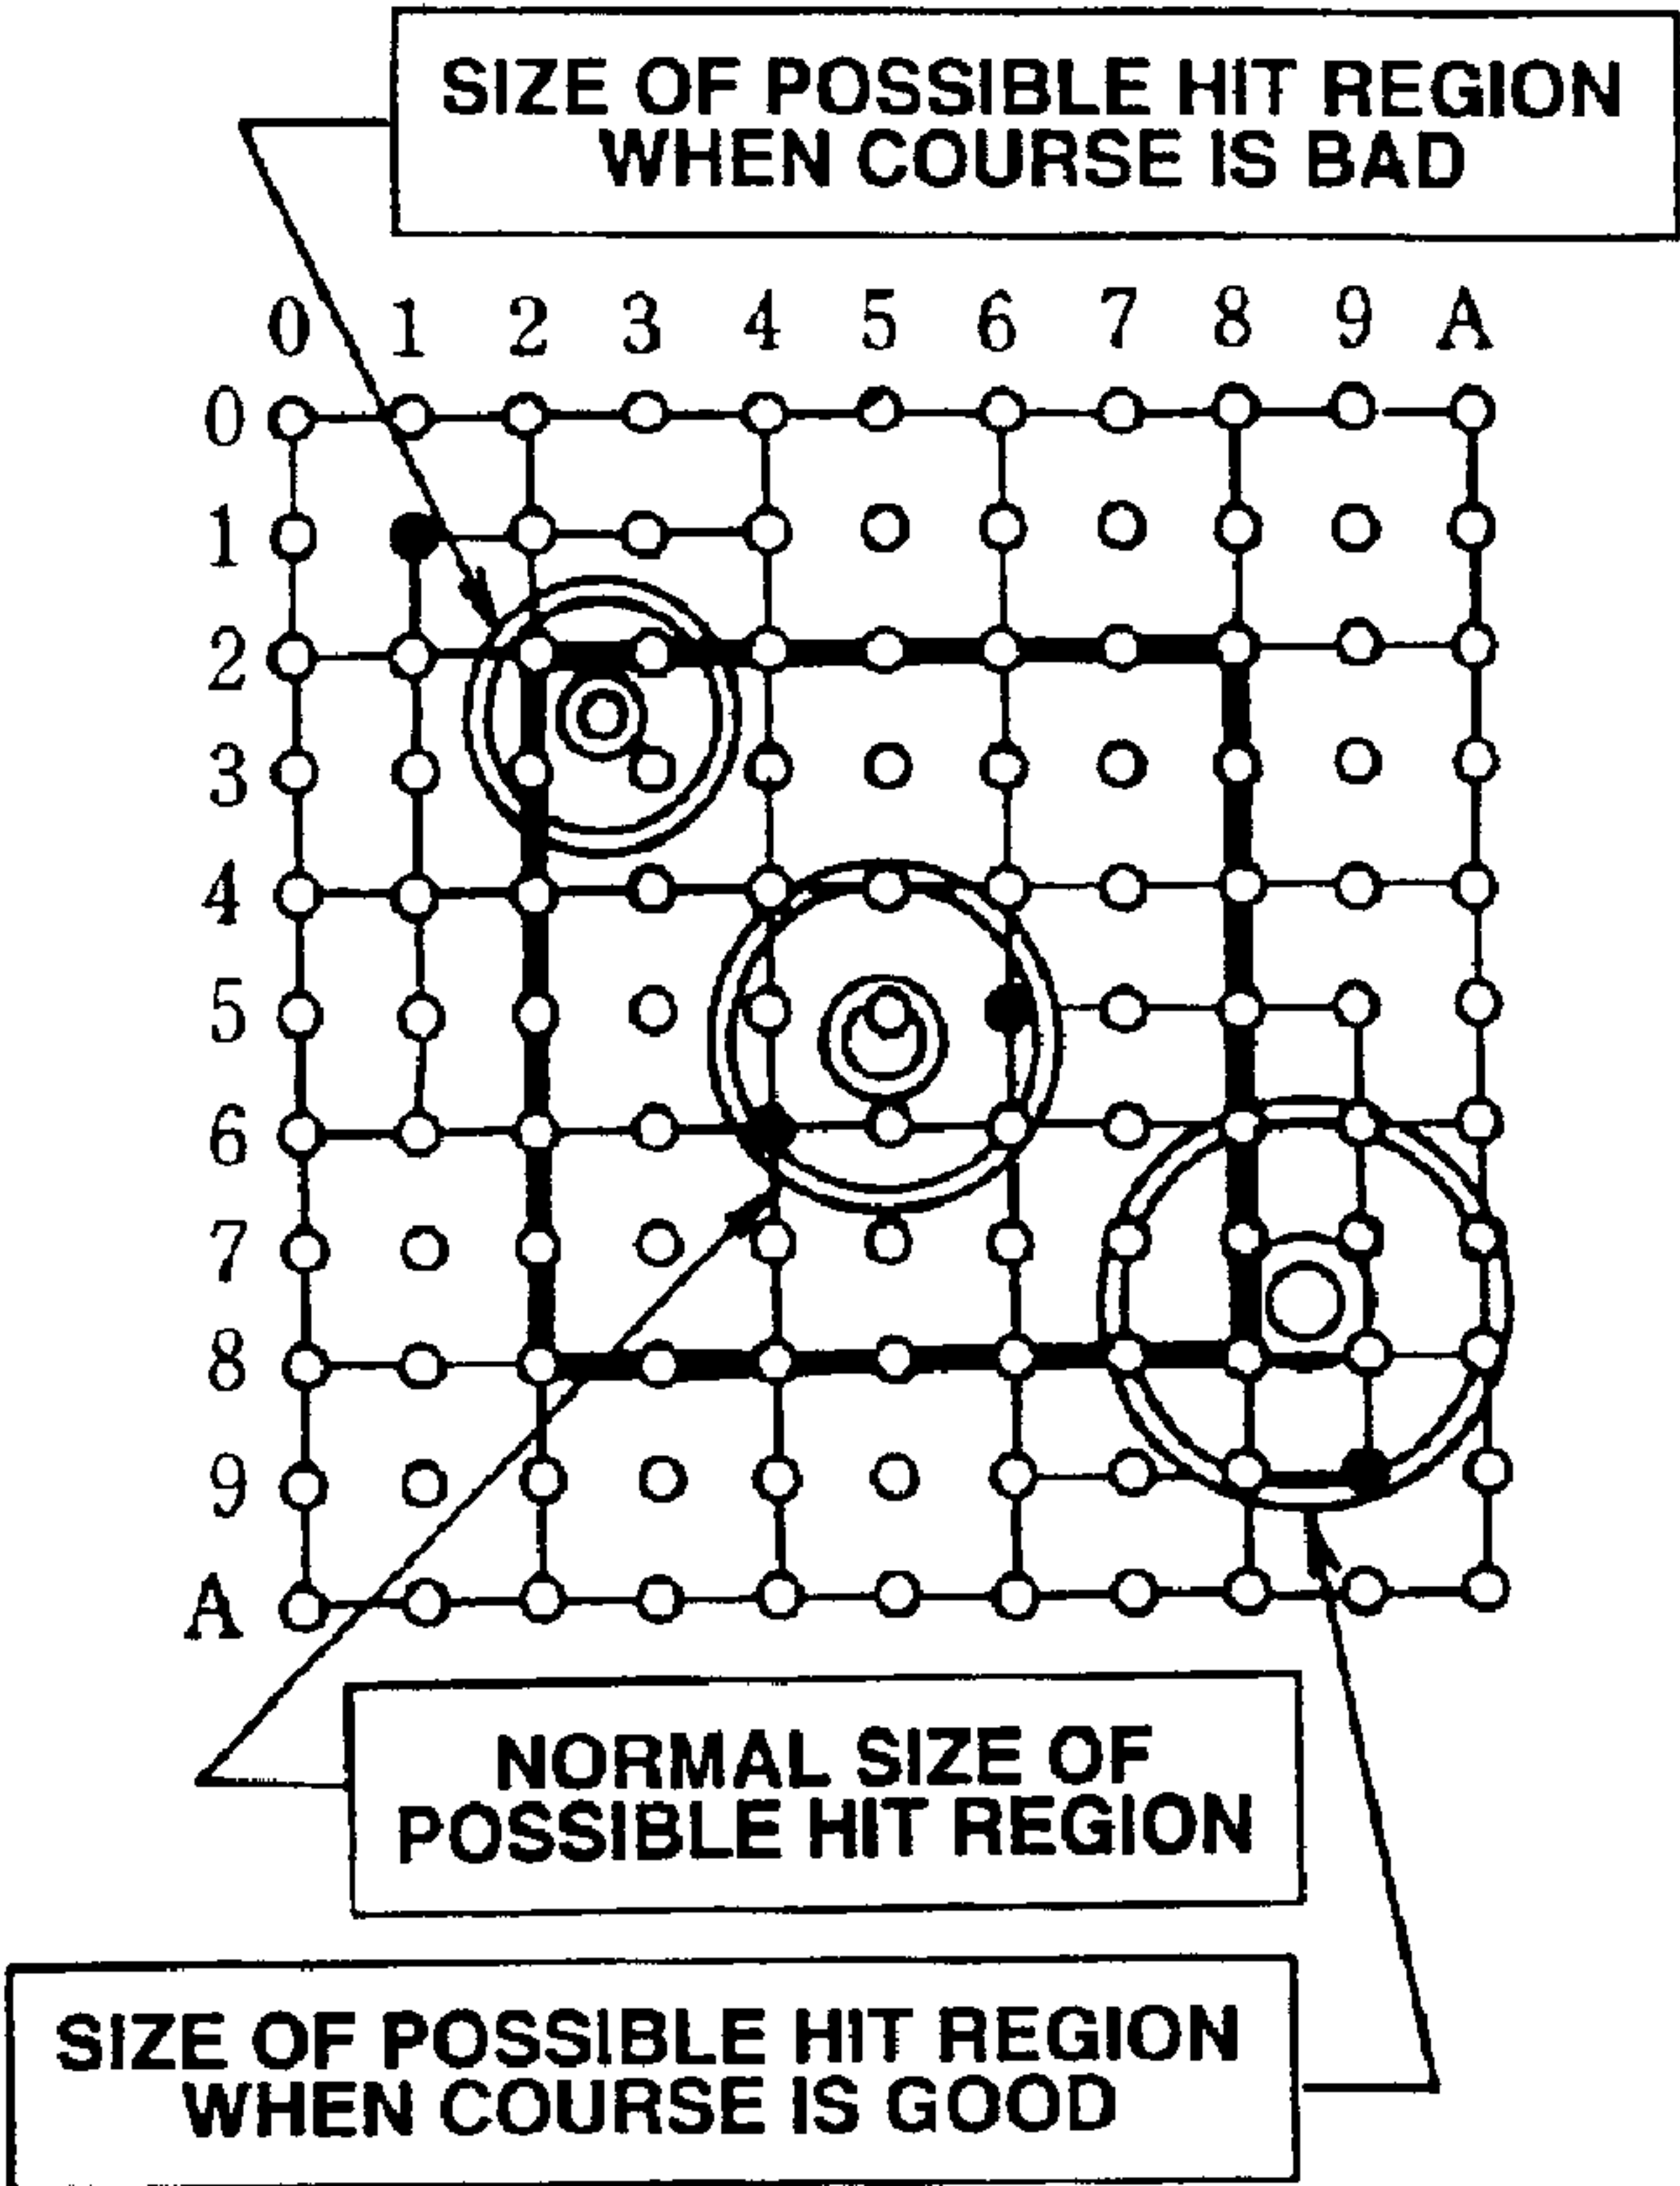 SIZE OF POSSIBLE HIT REGION
WHEN COURSE IS BAD
0 1 2 3 4 5 6 7 8 9 A
0
1
2
3
4
5
6
7
8
9
A
NORMAL SIZE OF
POSSIBLE HIT REGION
SIZE OF POSSIBLE HIT REGION
WHEN COURSE IS GOOD